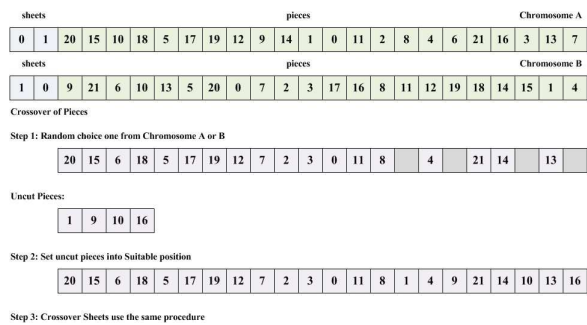 sheets pieces Chromosome A
0 1 20 15 10 18 5 17 19 12 9 14 1 0 11 2 8 4 6 21 16 3 13 7
sheets pieces Chromosome B
1 0 9 21 6 10 13 5 20 0 7 2 3 17 16 8 11 12 19 18 14 15 1 4
Crossover of Pieces
Step 1: Random choice one from Chromosome A or B
20 15 6 18 5 17 19 12 7 2 3 0 11 8 4 21 14 13
Uncut Pieces:
1 9 10 16
Step 2: Set uncut pieces into Suitable position
20 15 6 18 5 17 19 12 7 2 3 0 11 8 1 4 9 21 14 10 13 16
Step 3: Crossover Sheets use the same procedure